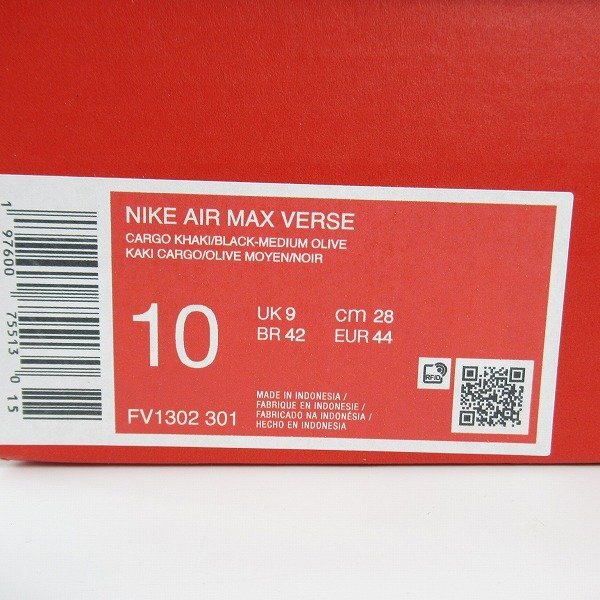 NIKE AIR MAX VERSE
CARGO KHAKI/BLACK-MEDIUM OLIVE
KAKI CARGO/OLIVE MOYEN/NOIR
10
UK 9 cm 28
BR 42 EUR 44
RFID
MADE IN INDONESIA /
FABRIQUE EN INDONESIE /
FABRICADO NA INDONÉSIA /
HECHO EN INDONESIA
FV1302 301
1 97600 75513 0 15